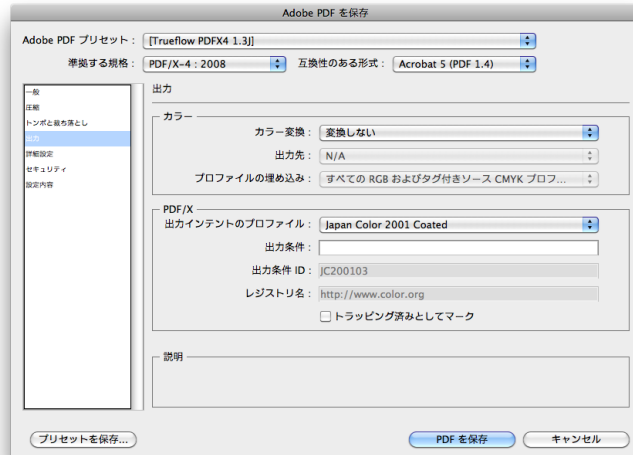 Adobe PDF を保存
Adobe PDF プリセット： [Trueflow PDFX4 1.3J]
準拠する規格： PDF/X-4 : 2008 互換性のある形式： Acrobat 5 (PDF 1.4)
一般
圧縮
トンボと裁ち落とし
出力
詳細設定
セキュリティ
設定内容
出力
カラー
カラー変換： 変換しない
出力先： N/A
プロファイルの埋め込み： すべての RGB およびタグ付きソース CMYK プロフ...
PDF/X
出力インテントのプロファイル： Japan Color 2001 Coated
出力条件：
出力条件 ID： JC200103
レジストリ名： http://www.color.org
トラッピング済みとしてマーク
説明
プリセットを保存... PDF を保存 キャンセル